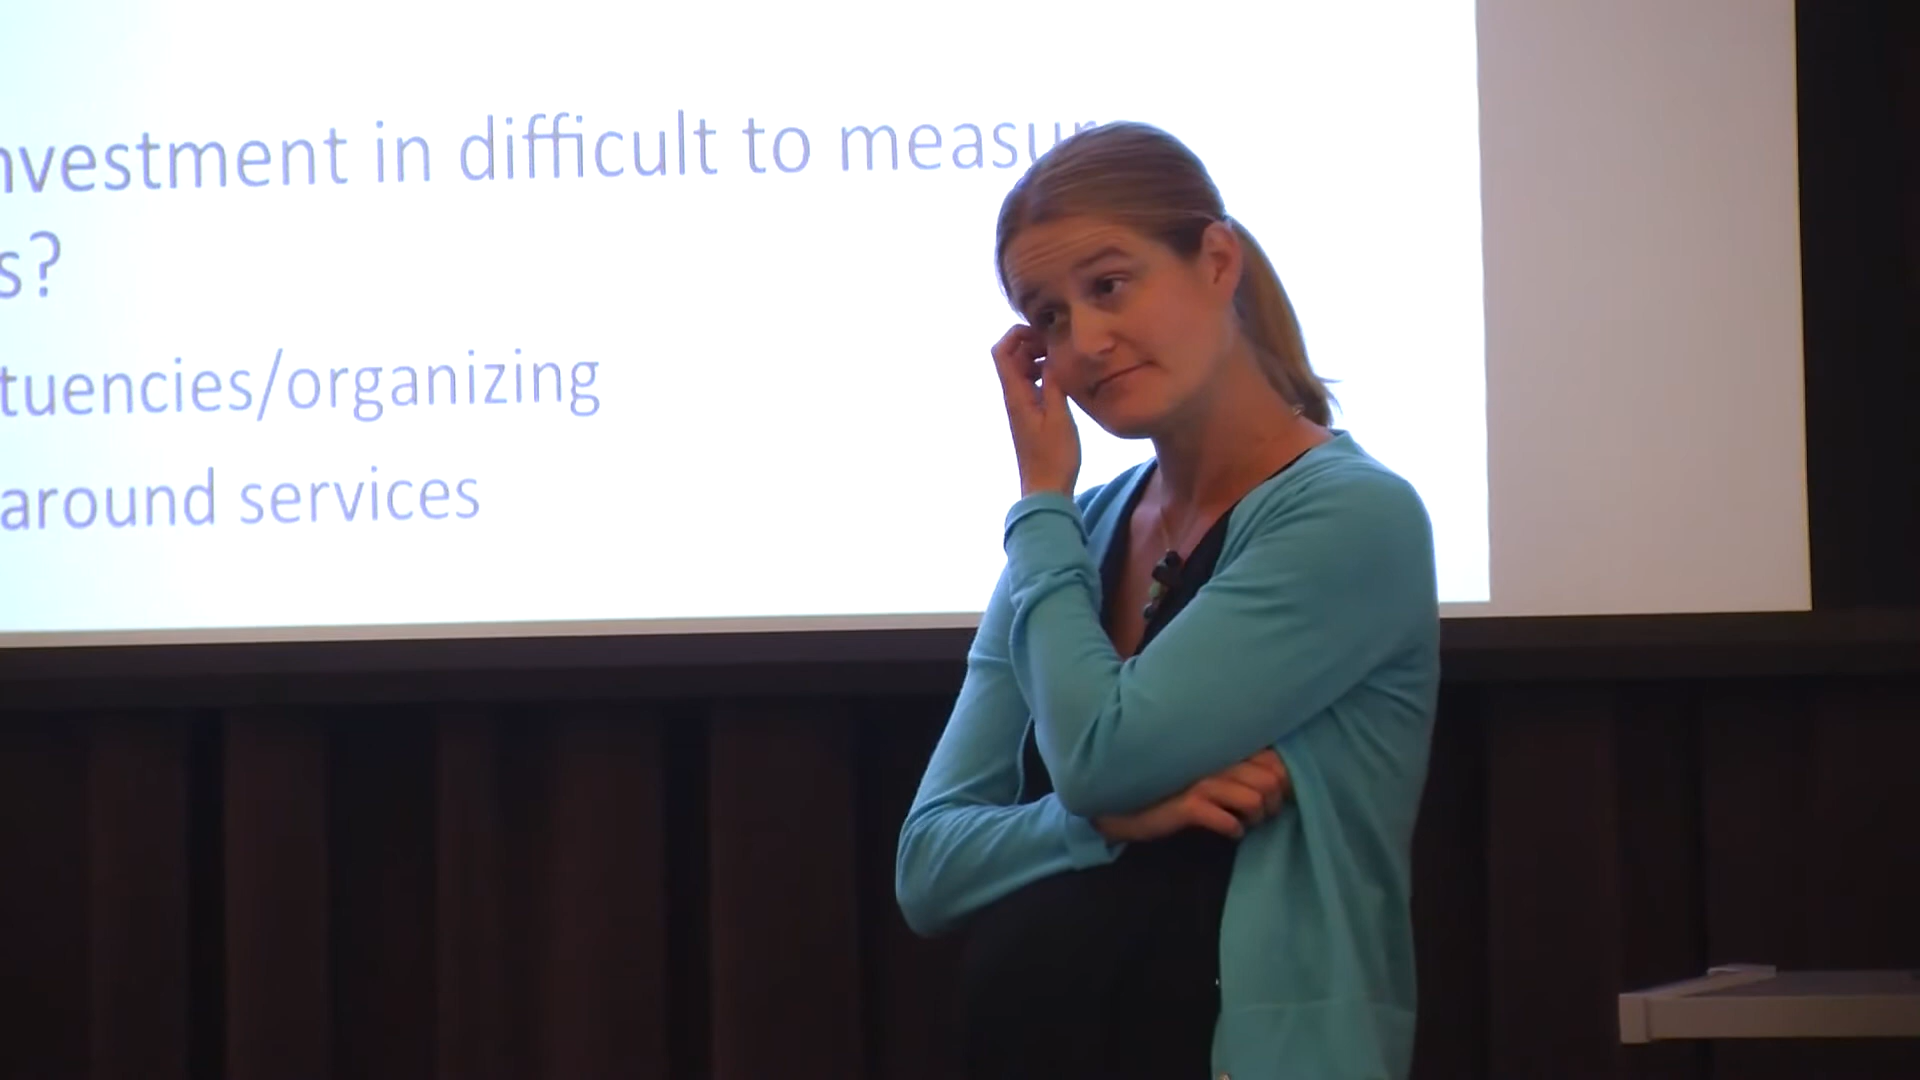 nvestment in difficult to measu
s?
tuencies/organizing
around services